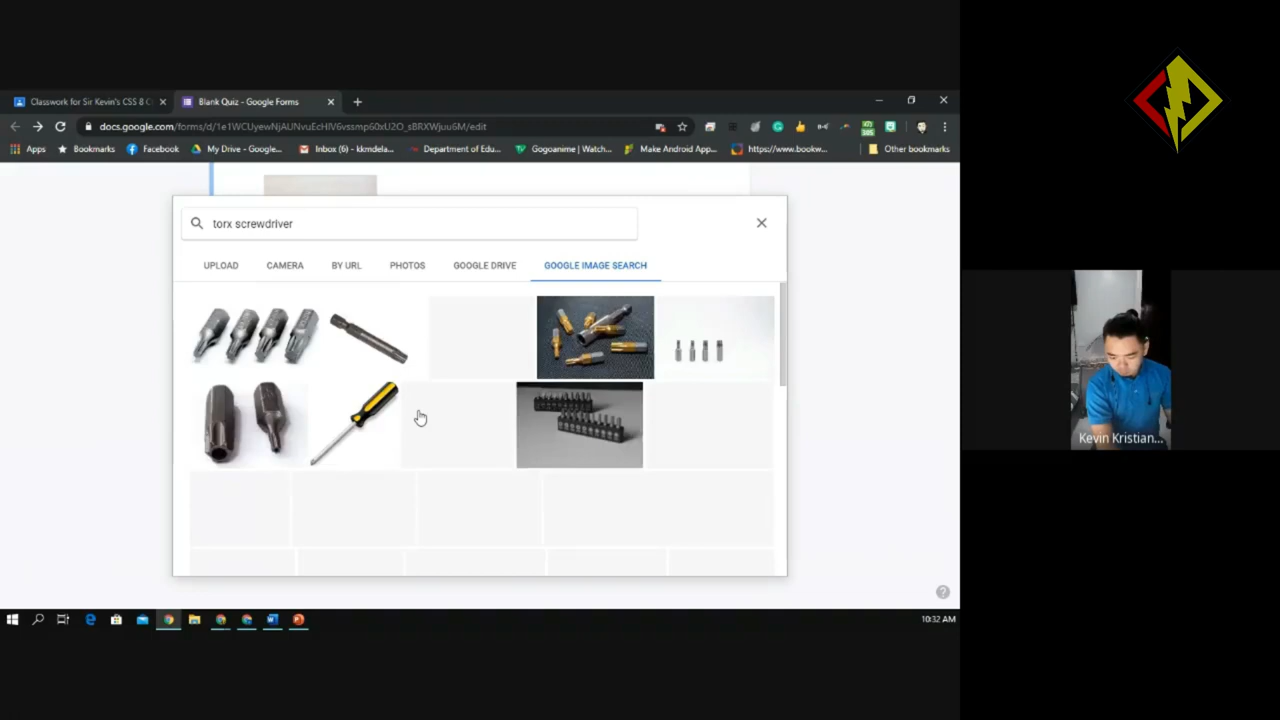 Classwork for Sir Kevin's CSS 8 C
Blank Quiz - Google Forms
docs.google.com/forms/d/
/edit
Apps Bookmarks Facebook My Drive - Google... Inbox (6) - kkmdela... Department of Edu... Gogoanime | Watch... Make Android App... https://www.bookw... Other bookmarks
torx screwdriver
UPLOAD CAMERA BY URL PHOTOS GOOGLE DRIVE GOOGLE IMAGE SEARCH
Kevin Kristian...
10:32 AM